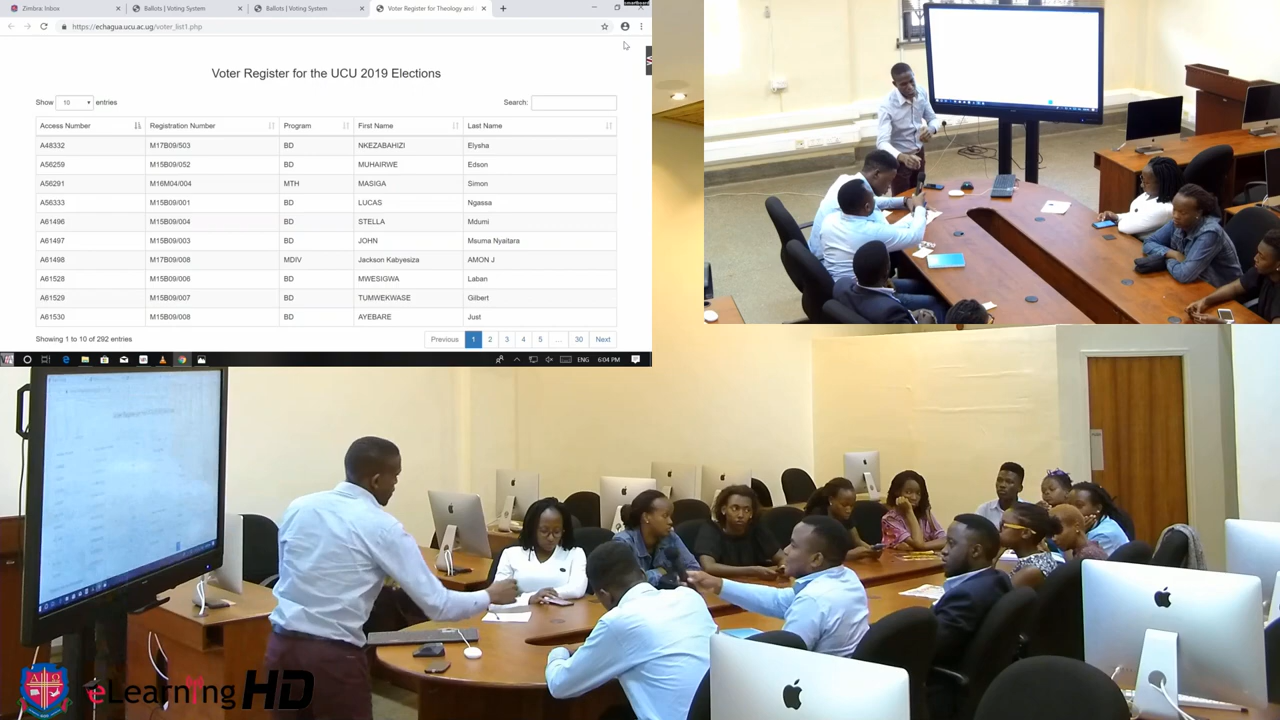 Zimbra: Inbox
Ballots | Voting System
Ballots | Voting System
Voter Register for Theology and
smartboard
https://echagua.ucu.ac.ug/voter_list1.php
Voter Register for the UCU 2019 Elections
Show 10 entries
Search:
Access Number Registration Number Program First Name Last Name
A48332 M17B09/503 BD NKEZABAHIZI Elysha
A56259 M15B09/052 BD MUHAIRWE Edson
A56291 M16M04/004 MTH MASIGA Simon
A56333 M15B09/001 BD LUCAS Ngassa
A61496 M15B09/004 BD STELLA Mdumi
A61497 M15B09/003 BD JOHN Msuma Nyaitara
A61498 M17B09/008 MDIV Jackson Kabyesiza AMON J
A61528 M15B09/006 BD MWESIGWA Laban
A61529 M15B09/007 BD TUMWEKWASE Gilbert
A61530 M15B09/008 BD AYEBARE Just
Showing 1 to 10 of 292 entries
Previous 1 2 3 4 5 ... 30 Next
ENG 6:04 PM
eLearning HD